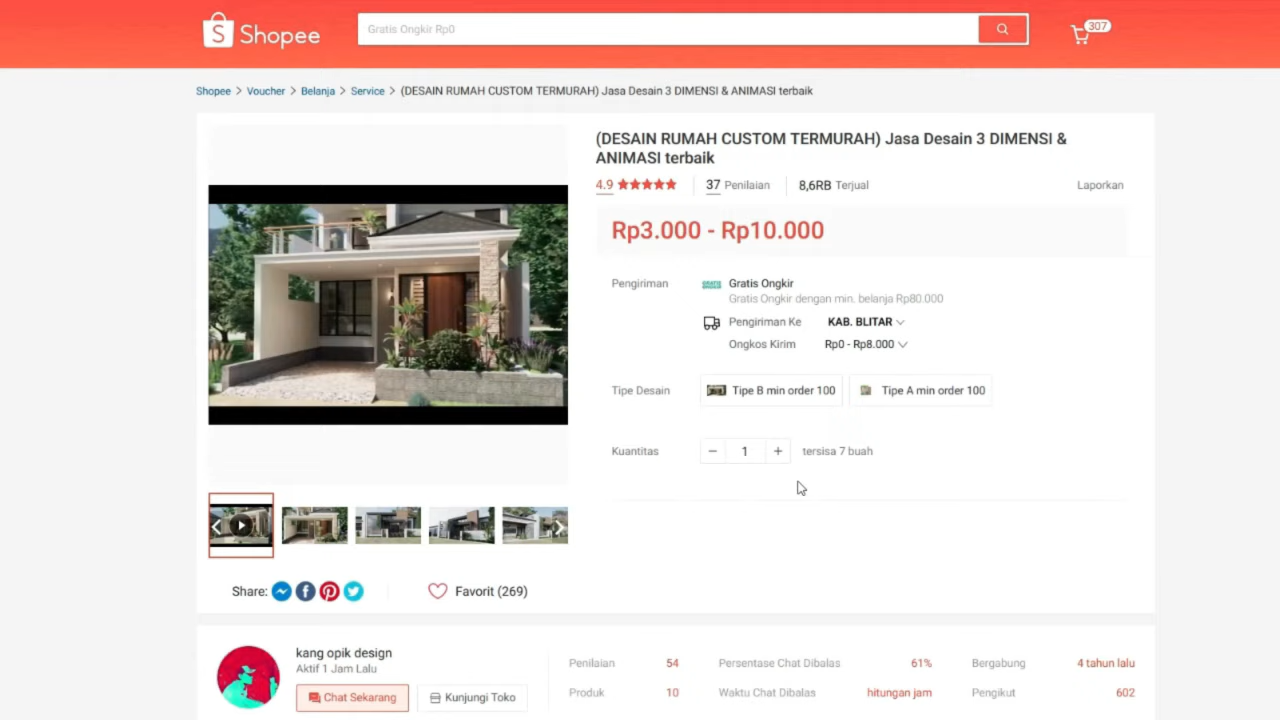 Shopee
Gratis Ongkir Rp0
307
Shopee > Voucher > Belanja > Service > (DESAIN RUMAH CUSTOM TERMURAH) Jasa Desain 3 DIMENSI & ANIMASI terbaik
(DESAIN RUMAH CUSTOM TERMURAH) Jasa Desain 3 DIMENSI &
ANIMASI terbaik
4.9 37 Penilaian 8,6RB Terjual Laporkan
Rp3.000 - Rp10.000
Pengiriman Gratis Ongkir
Gratis Ongkir dengan min. belanja Rp80.000
Pengiriman Ke KAB. BLITAR
Ongkos Kirim Rp0 - Rp8.000
Tipe Desain Tipe B min order 100 Tipe A min order 100
Kuantitas − 1 + tersisa 7 buah
Share: Favorit (269)
kang opik design
Aktif 1 Jam Lalu
Chat Sekarang Kunjungi Toko
Penilaian 54 Persentase Chat Dibalas 61% Bergabung 4 tahun lalu
Produk 10 Waktu Chat Dibalas hitungan jam Pengikut 602